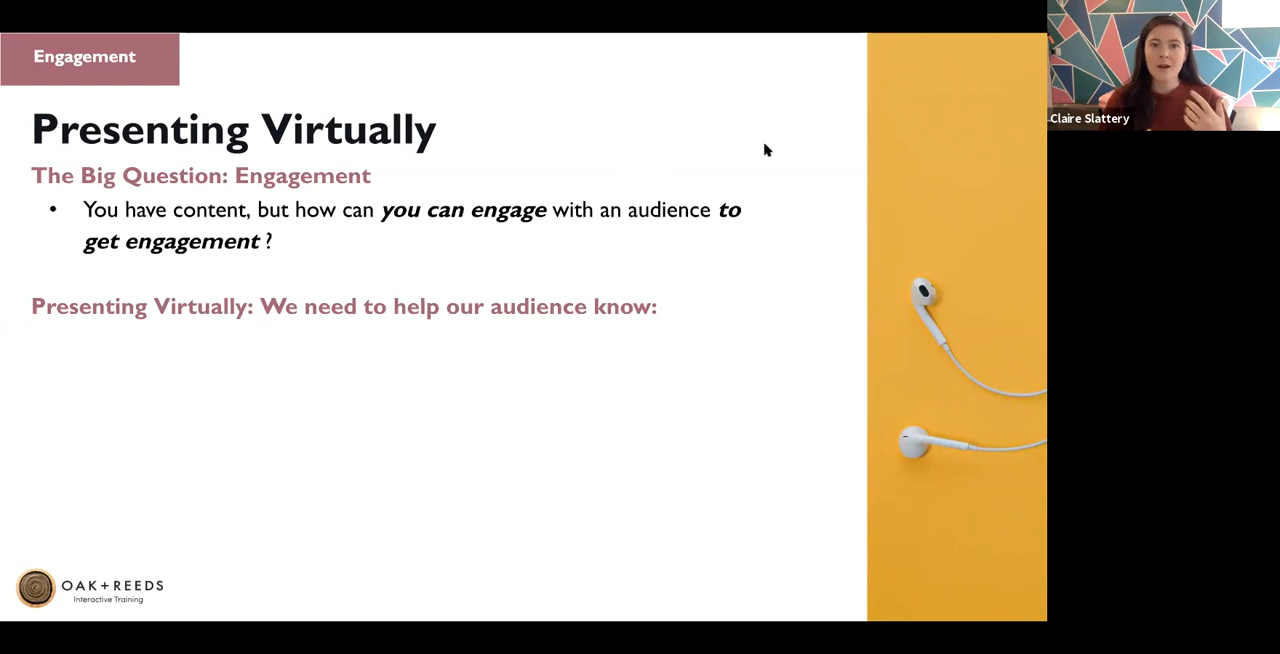 Engagement
Presenting Virtually
The Big Question: Engagement
• You have content, but how can you can engage with an audience to
get engagement ?
Presenting Virtually: We need to help our audience know:
OAK+REEDS
Interactive Training
Claire Slattery